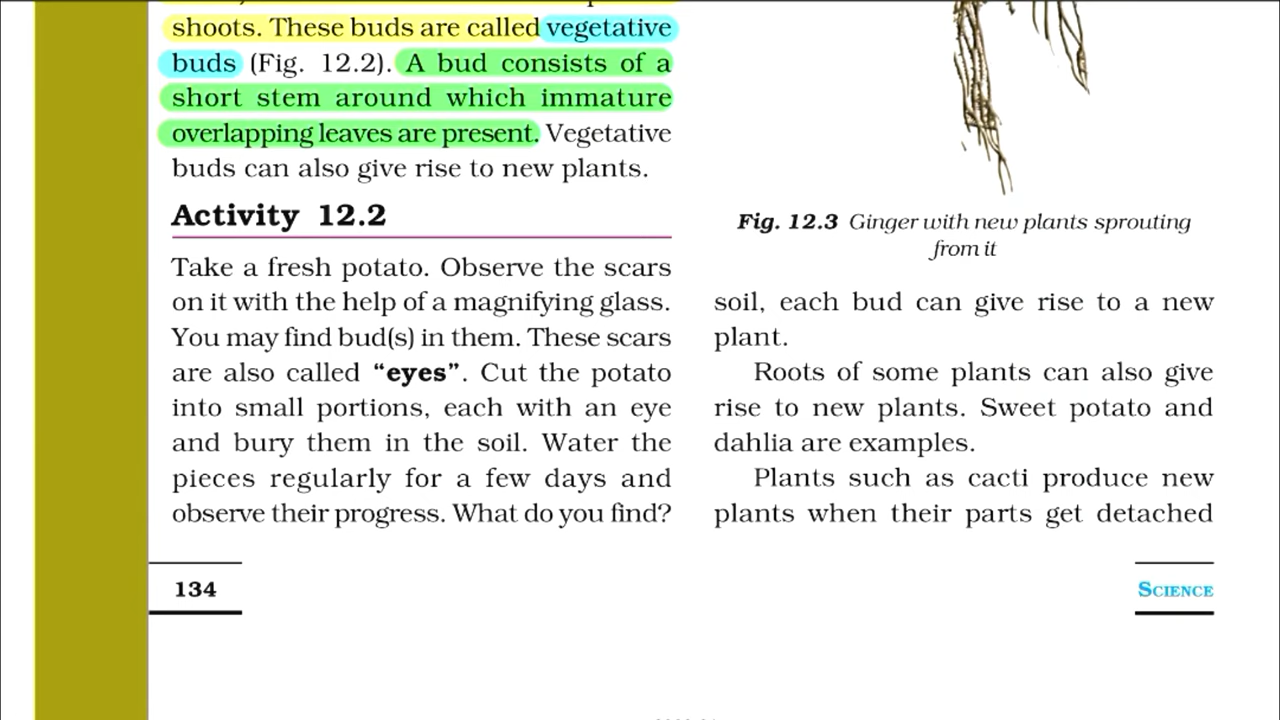 shoots. These buds are called vegetative
buds (Fig. 12.2). A bud consists of a
short stem around which immature
overlapping leaves are present. Vegetative
buds can also give rise to new plants.
Activity 12.2
Take a fresh potato. Observe the scars
on it with the help of a magnifying glass.
You may find bud(s) in them. These scars
are also called “eyes”. Cut the potato
into small portions, each with an eye
and bury them in the soil. Water the
pieces regularly for a few days and
observe their progress. What do you find?
Fig. 12.3 Ginger with new plants sprouting
from it
soil, each bud can give rise to a new
plant.
Roots of some plants can also give
rise to new plants. Sweet potato and
dahlia are examples.
Plants such as cacti produce new
plants when their parts get detached
134
SCIENCE